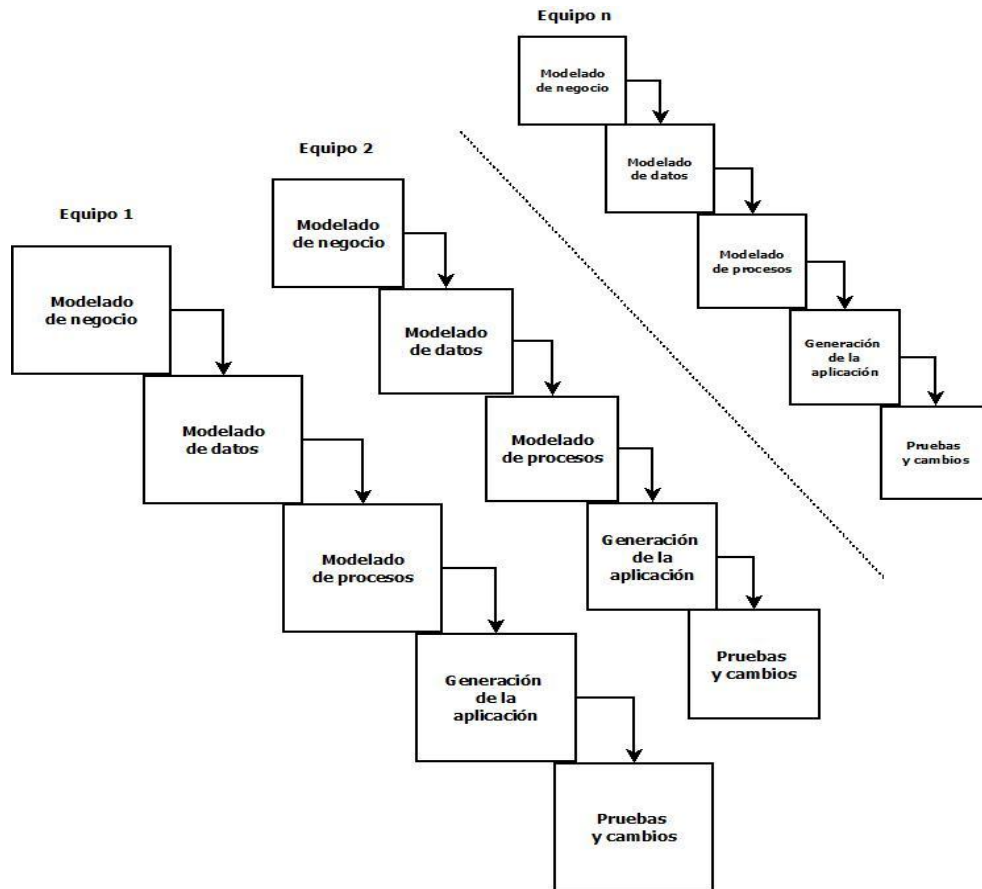 Equipo 1
Modelado
de negocio
Modelado
de datos
Modelado
de procesos
Generación
de la
aplicación
Pruebas
y cambios
Equipo 2
Modelado
de negocio
Modelado
de datos
Modelado
de procesos
Generación
de la
aplicación
Pruebas
y cambios
Equipo n
Modelado
de negocio
Modelado
de datos
Modelado
de procesos
Generación
de la
aplicación
Pruebas
y cambios